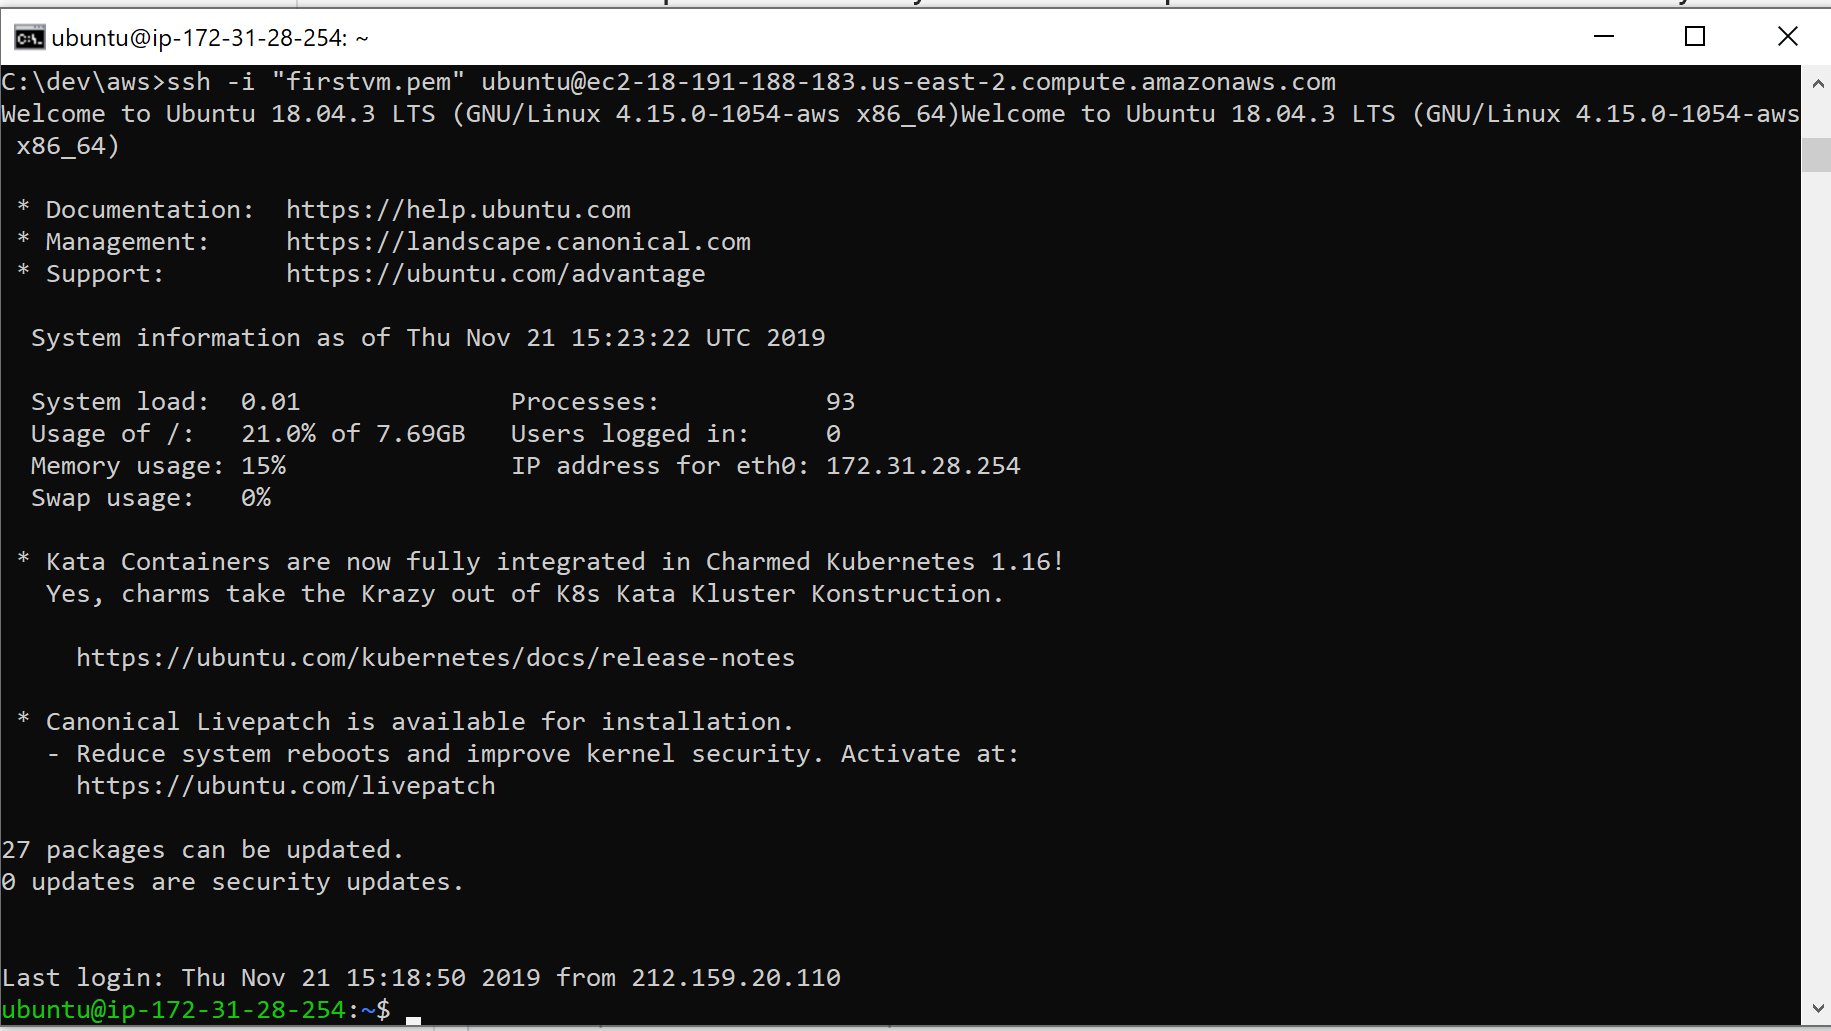 ubuntu@ip-172-31-28-254: ~
C:\dev\aws>ssh -i "firstvm.pem" ubuntu@ec2-18-191-188-183.us-east-2.compute.amazonaws.com
Welcome to Ubuntu 18.04.3 LTS (GNU/Linux 4.15.0-1054-aws x86_64)Welcome to Ubuntu 18.04.3 LTS (GNU/Linux 4.15.0-1054-aws
 x86_64)
 * Documentation:  https://help.ubuntu.com
 * Management:     https://landscape.canonical.com
 * Support:        https://ubuntu.com/advantage
  System information as of Thu Nov 21 15:23:22 UTC 2019
  System load:  0.01              Processes:           93
  Usage of /:   21.0% of 7.69GB   Users logged in:     0
  Memory usage: 15%               IP address for eth0: 172.31.28.254
  Swap usage:   0%
 * Kata Containers are now fully integrated in Charmed Kubernetes 1.16!
   Yes, charms take the Krazy out of K8s Kata Kluster Konstruction.
     https://ubuntu.com/kubernetes/docs/release-notes
 * Canonical Livepatch is available for installation.
   - Reduce system reboots and improve kernel security. Activate at:
     https://ubuntu.com/livepatch
27 packages can be updated.
0 updates are security updates.
Last login: Thu Nov 21 15:18:50 2019 from 212.159.20.110
ubuntu@ip-172-31-28-254:~$